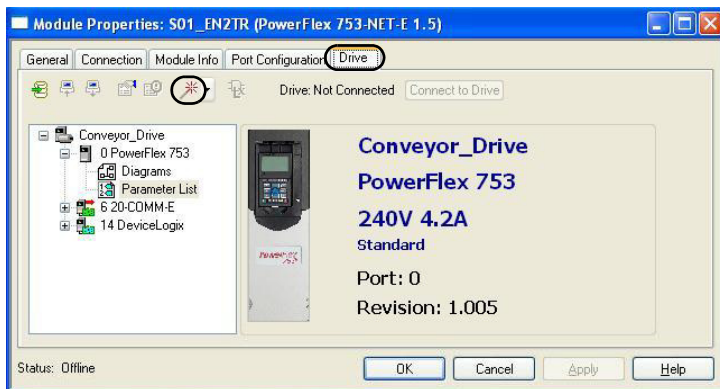 Module Properties: S01_EN2TR (PowerFlex 753-NET-E 1.5)
General Connection Module Info Port Configuration Drive
Drive: Not Connected Connect to Drive
Conveyor_Drive
0 PowerFlex 753
Diagrams
Parameter List
6 20-COMM-E
14 DeviceLogix
Conveyor_Drive
PowerFlex 753
240V 4.2A
Standard
Port: 0
Revision: 1.005
Status: Offline
OK Cancel Apply Help